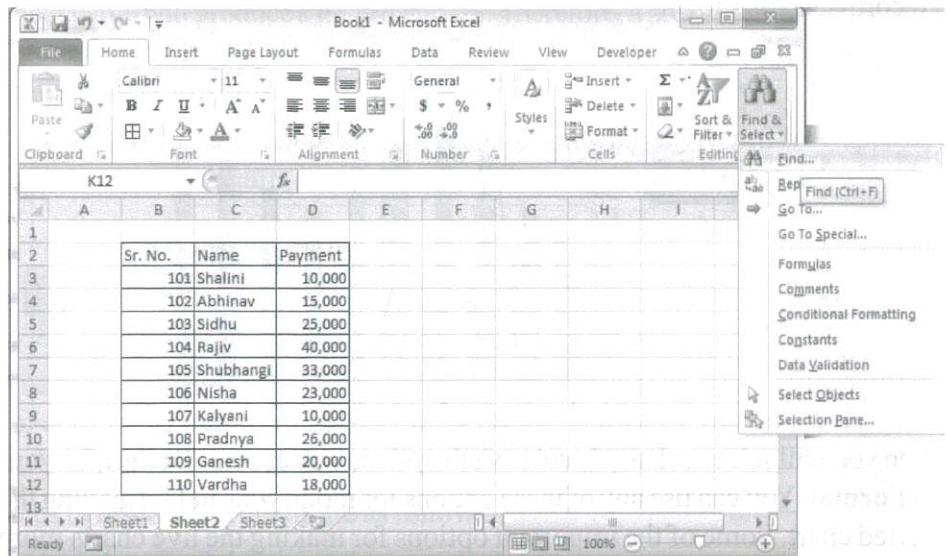 Book1 - Microsoft Excel
File Home Insert Page Layout Formulas Data Review View Developer
Calibri 11 General Insert
B I U A A $ % , Delete Sort & Find &
Paste A Styles Format Filter Select
Clipboard Font Alignment Number Cells Editing
K12 fx
A B C D E F G H I
1
2 Sr. No. Name Payment
3 101 Shalini 10,000
4 102 Abhinav 15,000
5 103 Sidhu 25,000
6 104 Rajiv 40,000
7 105 Shubhangi 33,000
8 106 Nisha 23,000
9 107 Kalyani 10,000
10 108 Pradnya 26,000
11 109 Ganesh 20,000
12 110 Vardha 18,000
13
Sheet1 Sheet2 Sheet3
Ready 100%
Find...
Rep
Find (Ctrl+F)
Go To...
Go To Special...
Formulas
Comments
Conditional Formatting
Constants
Data Validation
Select Objects
Selection Pane...